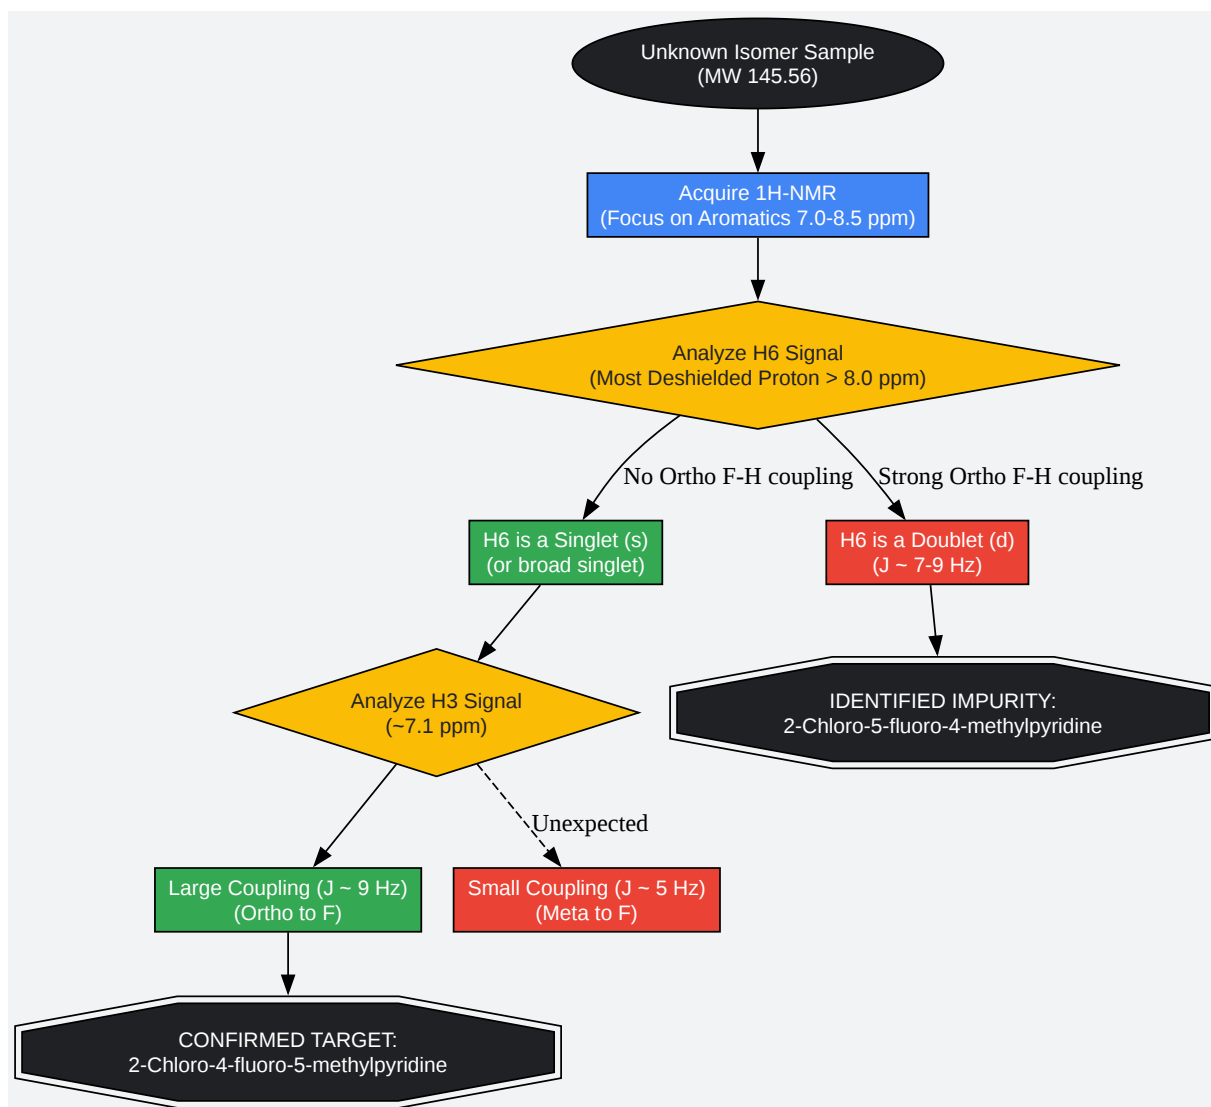 Unknown Isomer Sample
(MW 145.56)
Acquire 1H-NMR
(Focus on Aromatics 7.0-8.5 ppm)
Analyze H6 Signal
(Most Deshielded Proton > 8.0 ppm)
No Ortho F-H coupling
Strong Ortho F-H coupling
H6 is a Singlet (s)
(or broad singlet)
H6 is a Doublet (d)
(J ~ 7-9 Hz)
Analyze H3 Signal
(~7.1 ppm)
IDENTIFIED IMPURITY:
2-Chloro-5-fluoro-4-methylpyridine
Unexpected
Large Coupling (J ~ 9 Hz)
(Ortho to F)
Small Coupling (J ~ 5 Hz)
(Meta to F)
CONFIRMED TARGET:
2-Chloro-4-fluoro-5-methylpyridine